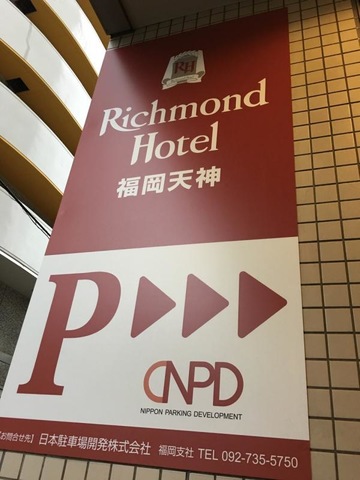 RH
Richmond
Hotel
福岡天神
P
CNPD
NIPPON PARKING DEVELOPMENT
【お問合せ先】日本駐車場開発株式会社 福岡支社 TEL 092-735-5750